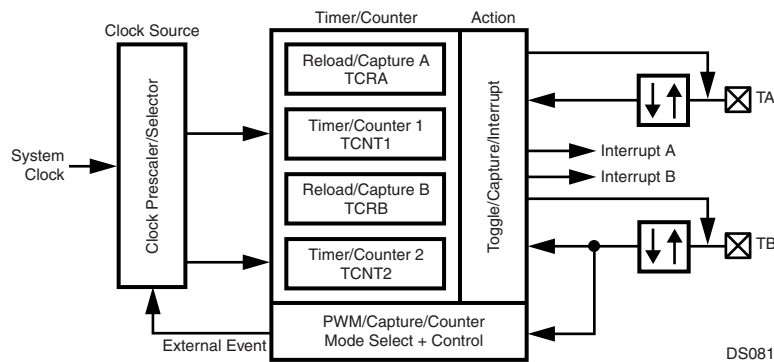 Timer/Counter
Action
Clock Source
Reload/Capture A
TCRA
TA
Timer/Counter 1
TCNT1
Clock Prescaler/Selector
Toggle/Capture/Interrupt
System
Clock
Interrupt A
Interrupt B
Reload/Capture B
TCRB
Timer/Counter 2
TCNT2
TB
PWM/Capture/Counter
Mode Select + Control
External Event
DS081